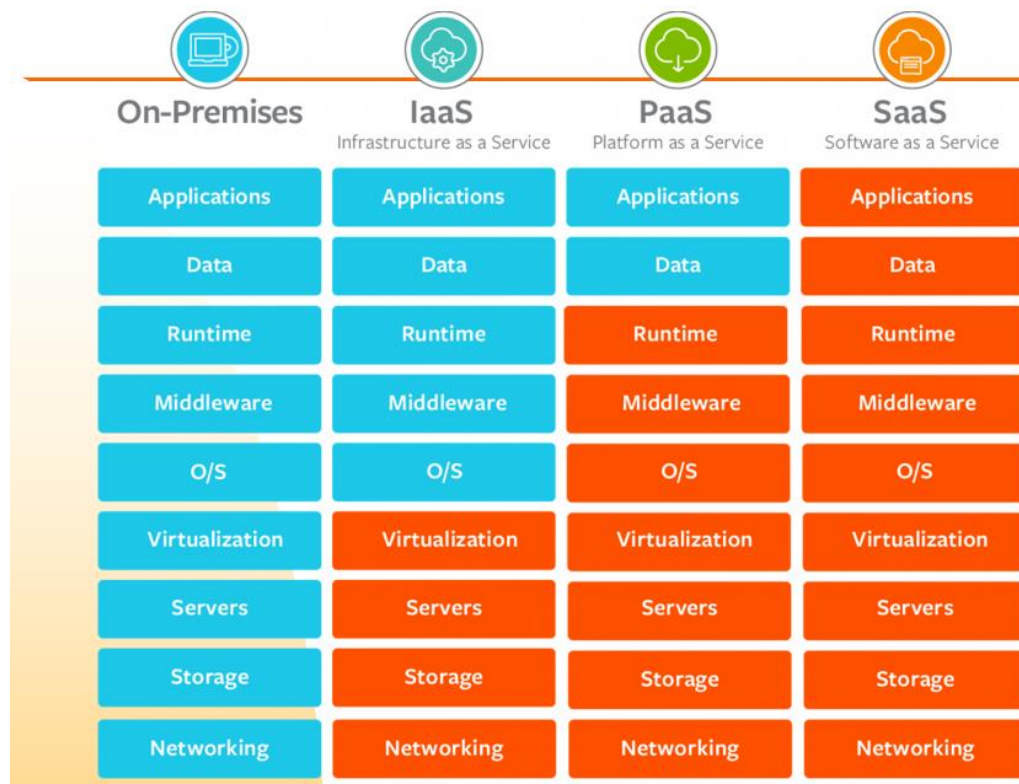 On-Premises IaaS PaaS SaaS
Infrastructure as a Service Platform as a Service Software as a Service
Applications Applications Applications Applications
Data Data Data Data
Runtime Runtime Runtime Runtime
Middleware Middleware Middleware Middleware
O/S O/S O/S O/S
Virtualization Virtualization Virtualization Virtualization
Servers Servers Servers Servers
Storage Storage Storage Storage
Networking Networking Networking Networking